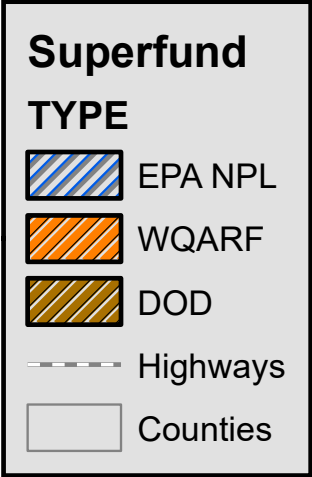 Superfund
TYPE
EPA NPL
WQARF
DOD
Highways
Counties